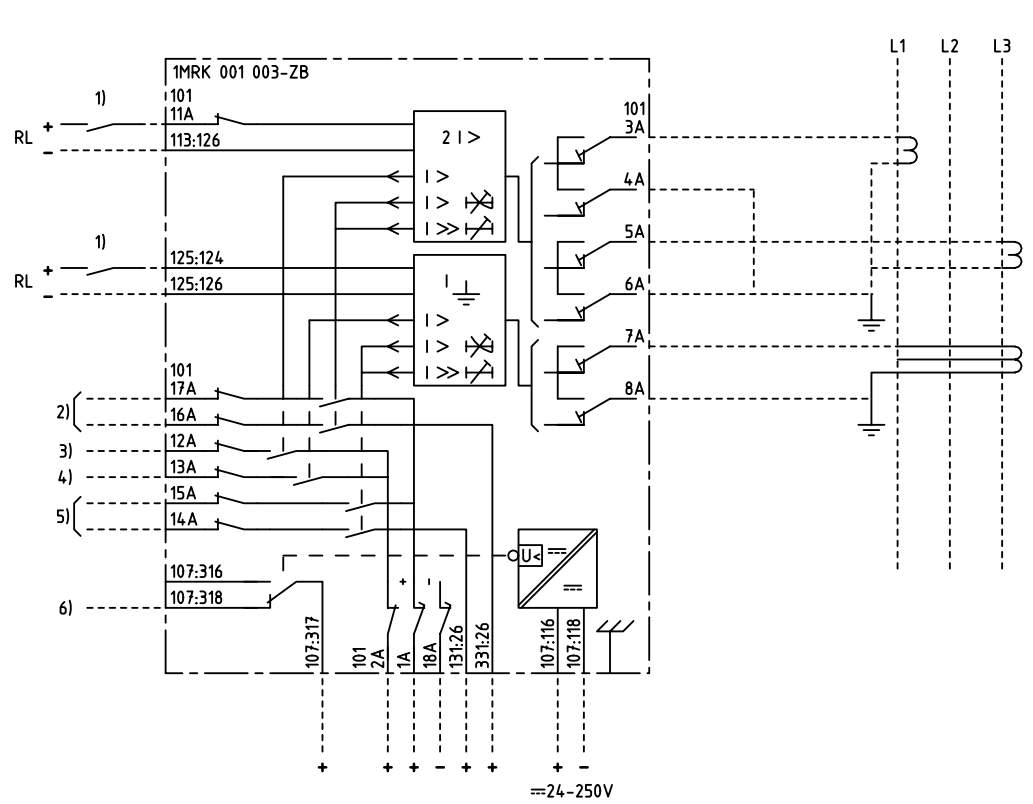 L1 L2 L3
1MRK 001 003-ZB
1)
101
11A
RL + -
113:126
2 I >
I >
I >
I >>
101
3A
4A
5A
6A
7A
8A
1)
125:124
RL + -
125:126
I
I >
I >
I >>
101
17A
2)
16A
3) 12A
4) 13A
15A
5)
14A
107:316
6) 107:318
+ -
U<
107:317
101
2A
1A
18A
131:26
331:26
107:116
107:118
+ + + - + + + -
24-250V